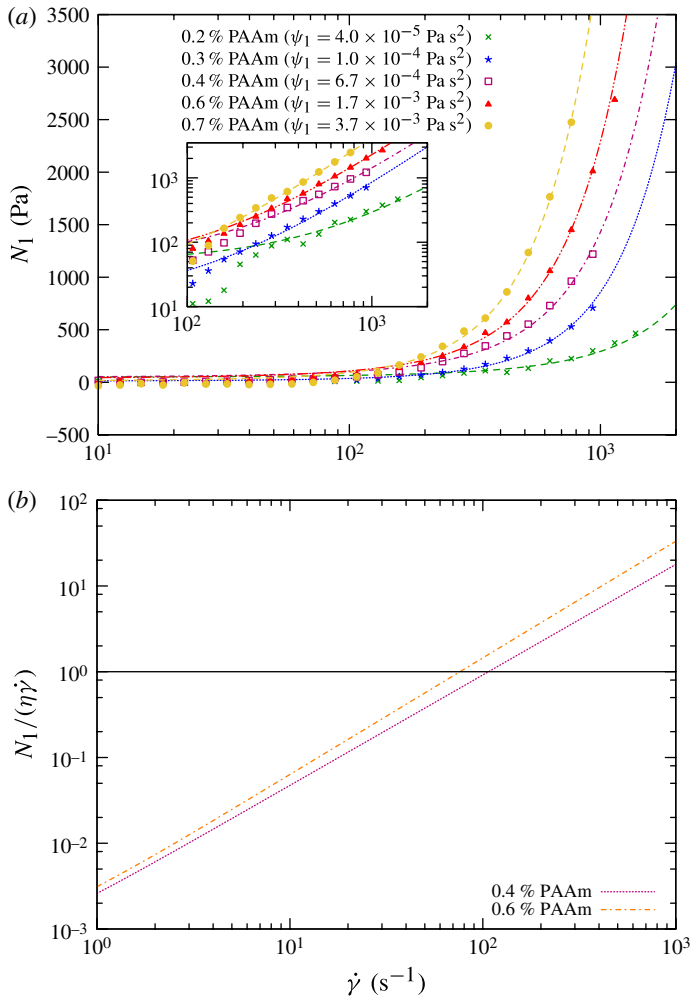 (a)
0.2 % PAAm (ψ₁ = 4.0 × 10⁻⁵ Pa s²)
0.3 % PAAm (ψ₁ = 1.0 × 10⁻⁴ Pa s²)
0.4 % PAAm (ψ₁ = 6.7 × 10⁻⁴ Pa s²)
0.6 % PAAm (ψ₁ = 1.7 × 10⁻³ Pa s²)
0.7 % PAAm (ψ₁ = 3.7 × 10⁻³ Pa s²)
3500
3000
2500
2000
1500
1000
500
0
−500
N₁ (Pa)
10³
10²
10¹
10² 10³
10¹ 10² 10³
(b)
10²
10¹
10⁰
10⁻¹
10⁻²
10⁻³
N₁/(ηγ̇)
0.4 % PAAm
0.6 % PAAm
10⁰ 10¹ 10² 10³
γ̇ (s⁻¹)